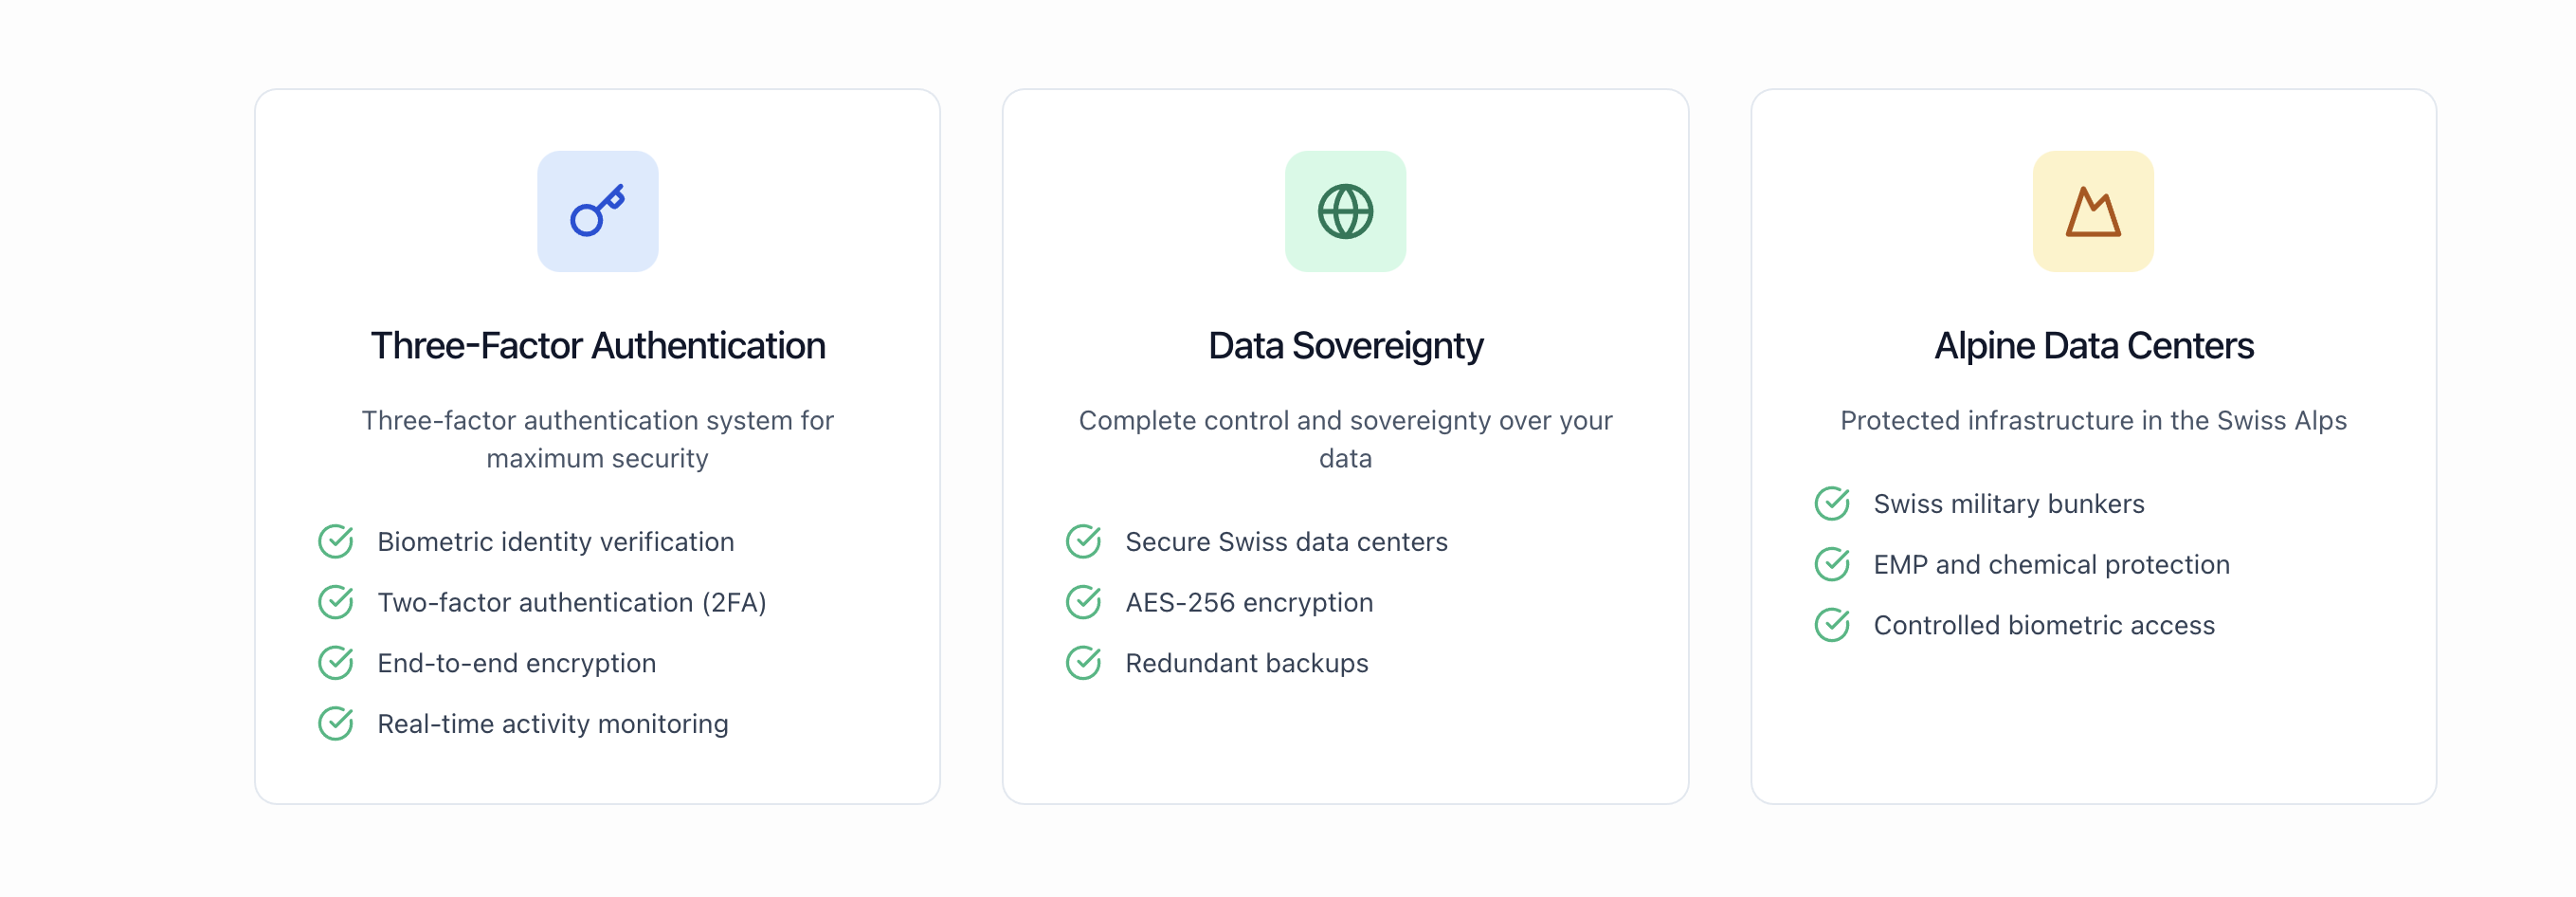 Three-Factor Authentication
Three-factor authentication system for
maximum security
Biometric identity verification
Two-factor authentication (2FA)
End-to-end encryption
Real-time activity monitoring
Data Sovereignty
Complete control and sovereignty over your
data
Secure Swiss data centers
AES-256 encryption
Redundant backups
Alpine Data Centers
Protected infrastructure in the Swiss Alps
Swiss military bunkers
EMP and chemical protection
Controlled biometric access